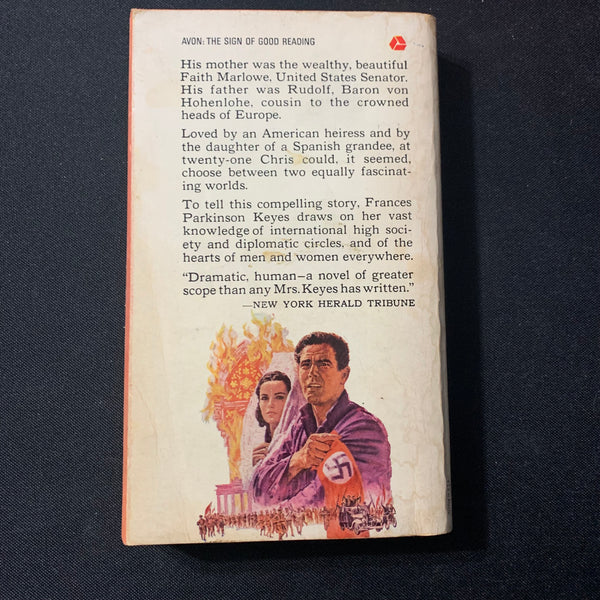 AVON: THE SIGN OF GOOD READING
His mother was the wealthy, beautiful
Faith Marlowe, United States Senator.
His father was Rudolf, Baron von
Hohenlohe, cousin to the crowned
heads of Europe.
Loved by an American heiress and by
the daughter of a Spanish grandee, at
twenty-one Chris could, it seemed,
choose between two equally fascinat-
ing worlds.
To tell this compelling story, Frances
Parkinson Keyes draws on her vast
knowledge of international high soci-
ety and diplomatic circles, and of the
hearts of men and women everywhere.
“Dramatic, human—a novel of greater
scope than any Mrs. Keyes has written.”
—NEW YORK HERALD TRIBUNE